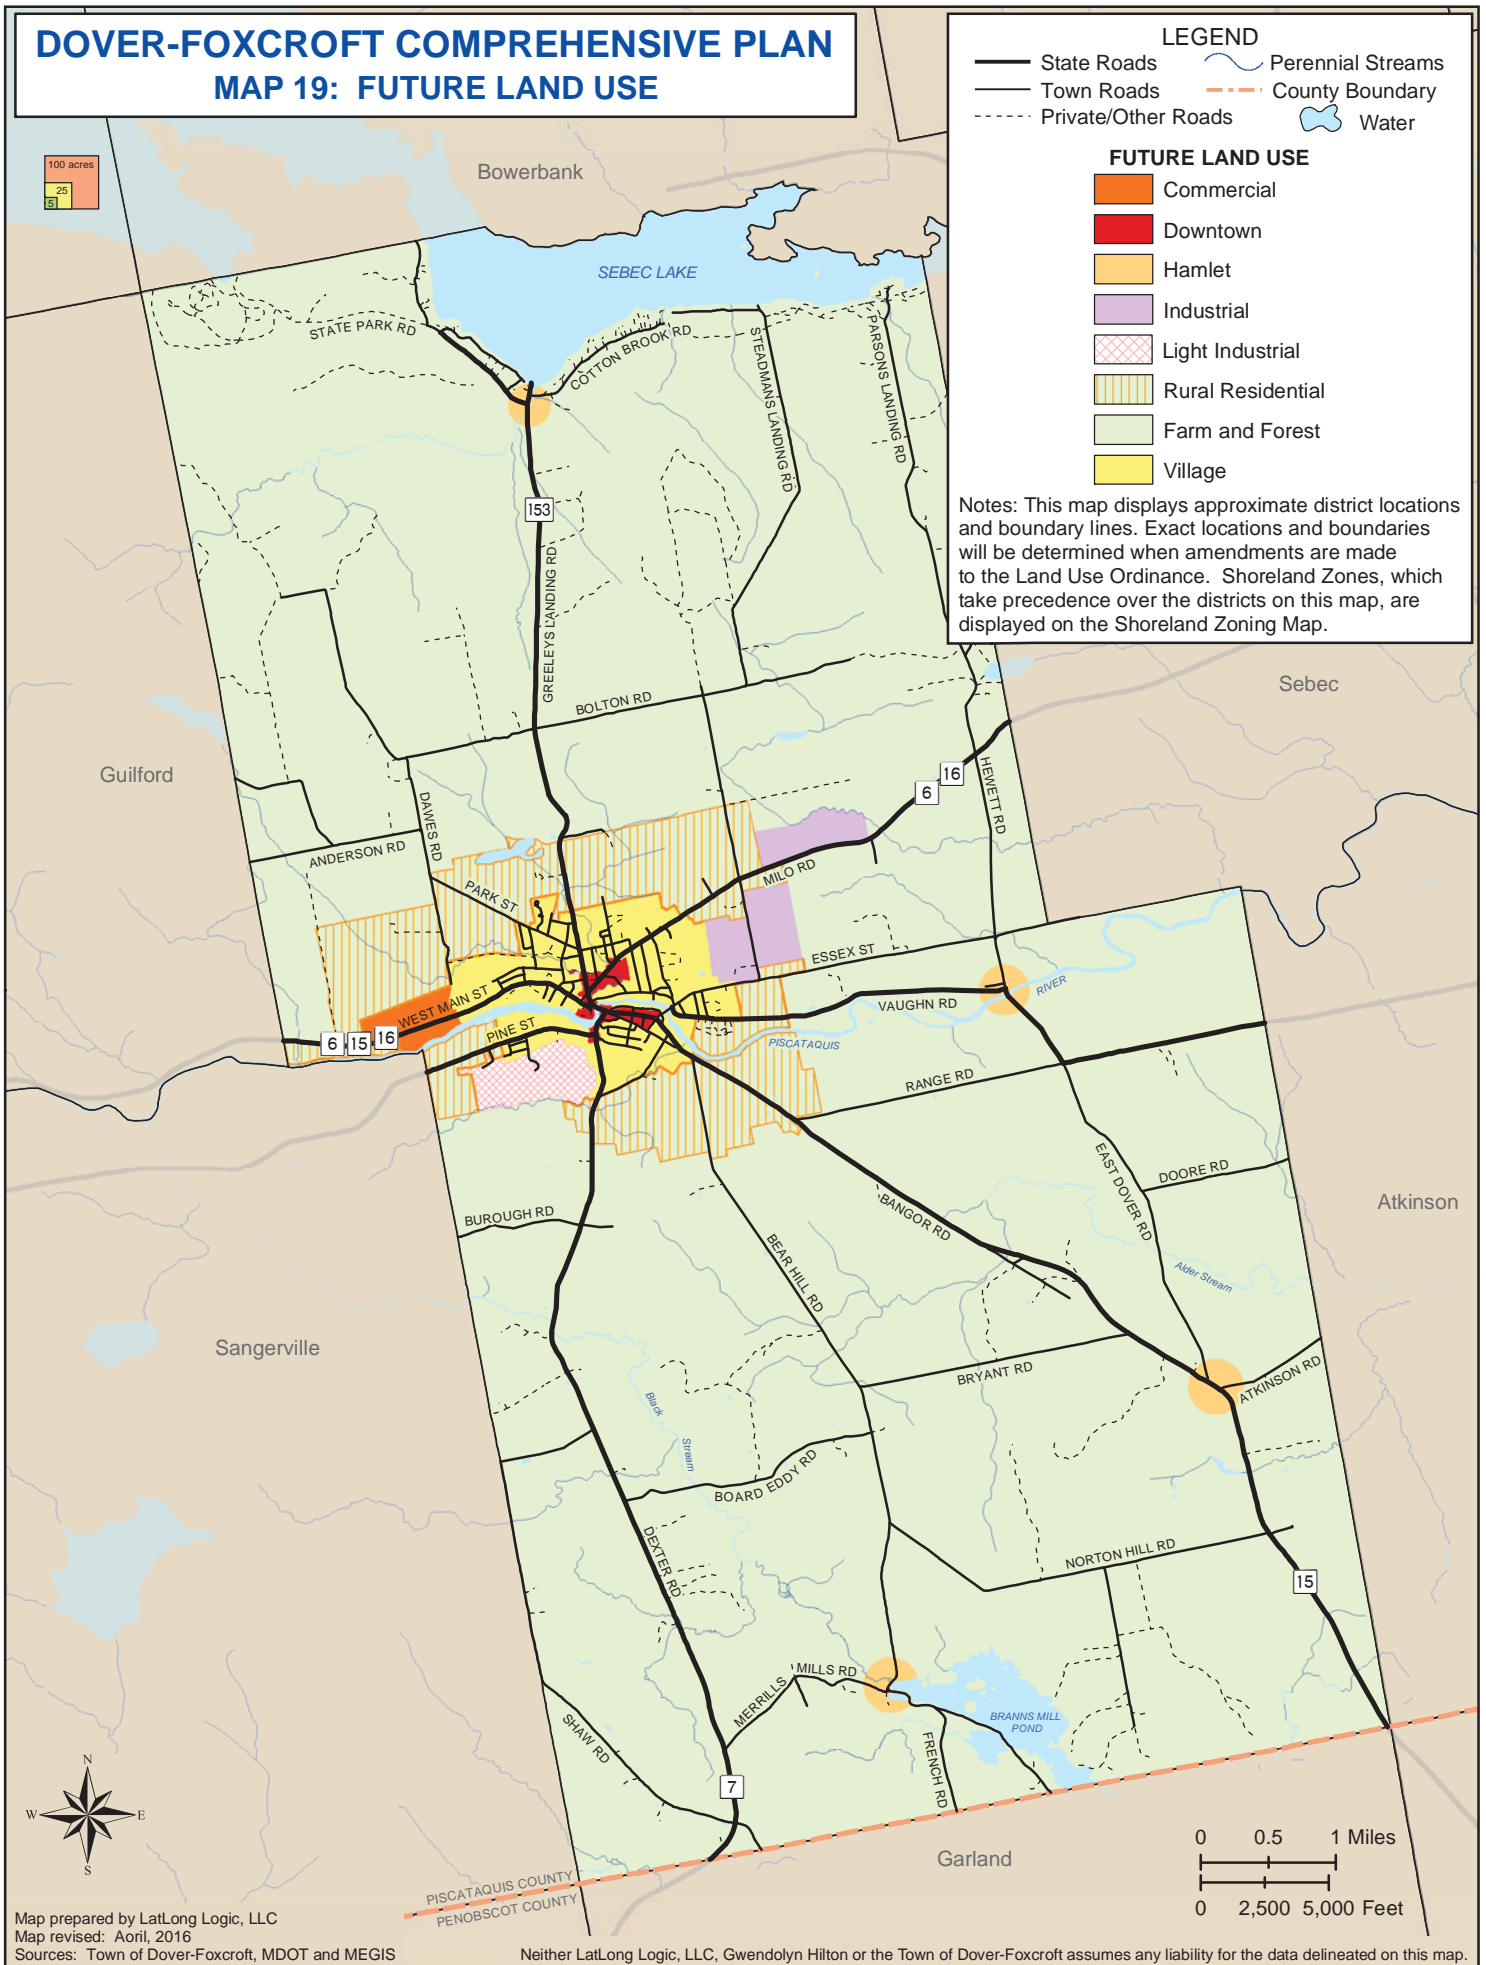 DOVER-FOXCROFT COMPREHENSIVE PLAN
MAP 19: FUTURE LAND USE
LEGEND
State Roads
Perennial Streams
Town Roads
County Boundary
Private/Other Roads
Water
FUTURE LAND USE
Commercial
Downtown
Hamlet
Industrial
Light Industrial
Rural Residential
Farm and Forest
Village
Notes: This map displays approximate district locations
and boundary lines. Exact locations and boundaries
will be determined when amendments are made
to the Land Use Ordinance. Shoreland Zones, which
take precedence over the districts on this map, are
displayed on the Shoreland Zoning Map.
100 acres
25
5
Bowerbank
SEBEC LAKE
STATE PARK RD
COTTON BROOK RD
STEADMANS LANDING RD
PARSONS LANDING RD
153
GREELEYS LANDING RD
BOLTON RD
Sebec
Guilford
16
6
HEWETT RD
DAWES RD
ANDERSON RD
MILO RD
PARK ST
ESSEX ST
WEST MAIN ST
VAUGHN RD
RIVER
PINE ST
6
15
16
PISCATAQUIS
RANGE RD
EAST DOVER RD
DOORE RD
Atkinson
BUROUGH RD
BANGOR RD
BEAR HILL RD
Alder Stream
Sangerville
BRYANT RD
ATKINSON RD
Black
Stream
BOARD EDDY RD
DEXTER RD
NORTON HILL RD
15
MERRILLS
MILLS RD
BRANNS MILL
POND
SHAW RD
FRENCH RD
7
N
W
E
S
Garland
PISCATAQUIS COUNTY
PENOBSCOT COUNTY
0 0.5 1 Miles
0 2,500 5,000 Feet
Map prepared by LatLong Logic, LLC
Map revised: Aoril, 2016
Sources: Town of Dover-Foxcroft, MDOT and MEGIS
Neither LatLong Logic, LLC, Gwendolyn Hilton or the Town of Dover-Foxcroft assumes any liability for the data delineated on this map.